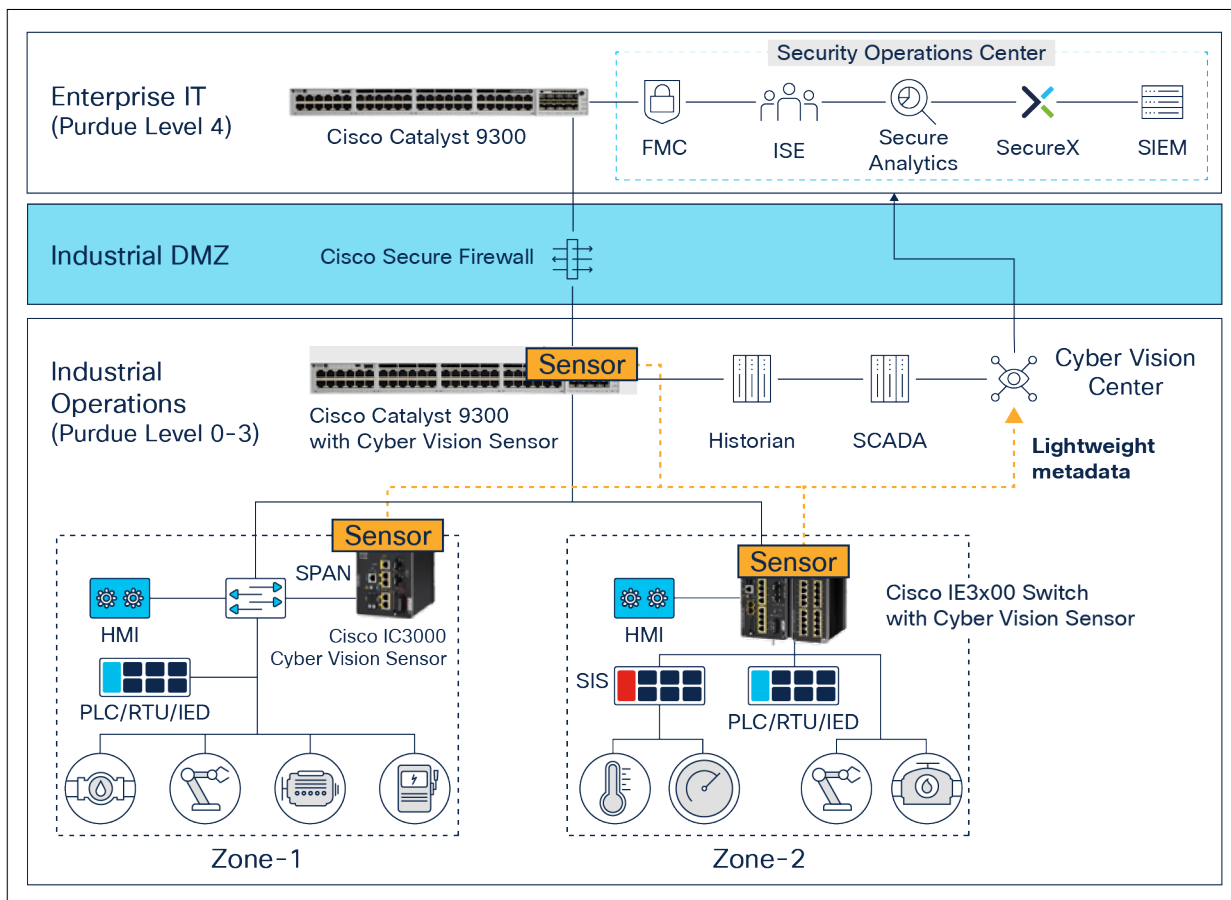 Security Operations Center
Enterprise IT
(Purdue Level 4)
Cisco Catalyst 9300
FMC
ISE
Secure
Analytics
SecureX
SIEM
Industrial DMZ
Cisco Secure Firewall
Industrial
Operations
(Purdue Level 0-3)
Sensor
Cisco Catalyst 9300
with Cyber Vision Sensor
Historian
SCADA
Cyber Vision
Center
Lightweight
metadata
Sensor
SPAN
HMI
Cisco IC3000
Cyber Vision Sensor
PLC/RTU/IED
Zone-1
Sensor
HMI
Cisco IE3x00 Switch
with Cyber Vision Sensor
SIS
PLC/RTU/IED
Zone-2